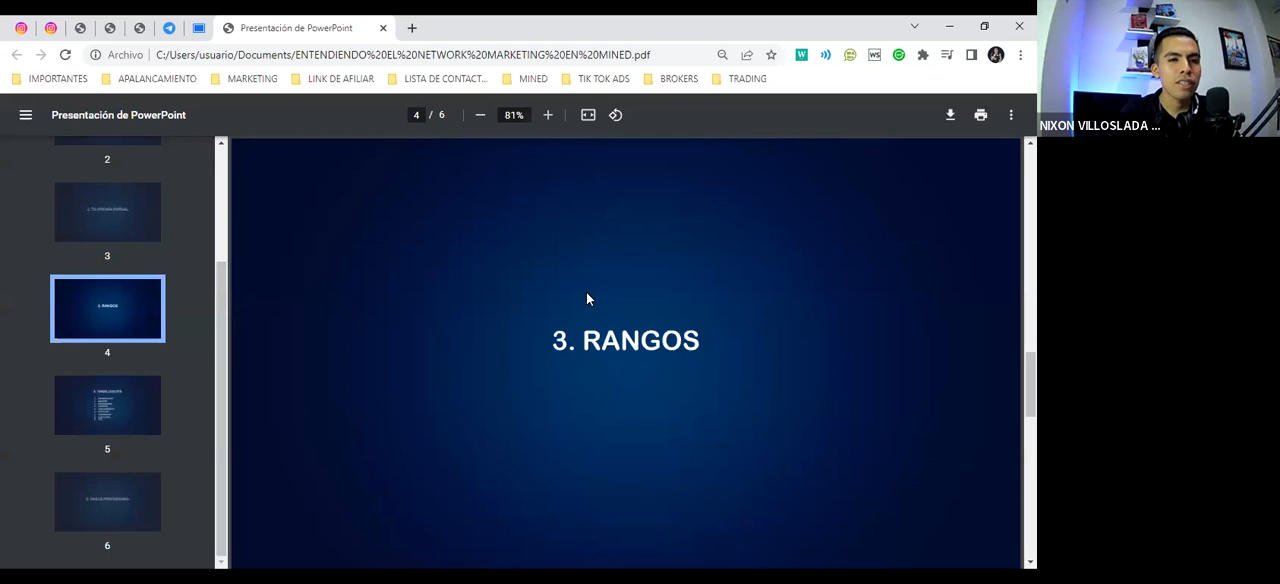 Presentación de PowerPoint
Archivo
C:/Users/usuario/Documents/ENTENDIENDO%20EL%20NETWORK%20MARKETING%20EN%20MINED.pdf
IMPORTANTES
APALANCAMIENTO
MARKETING
LINK DE AFILIAR
LISTA DE CONTACT...
MINED
TIK TOK ADS
BROKERS
TRADING
Presentación de PowerPoint
4 / 6
81%
NIXON VILLOSLADA ...
2
3
3. RANGOS
4
5
6
3. RANGOS